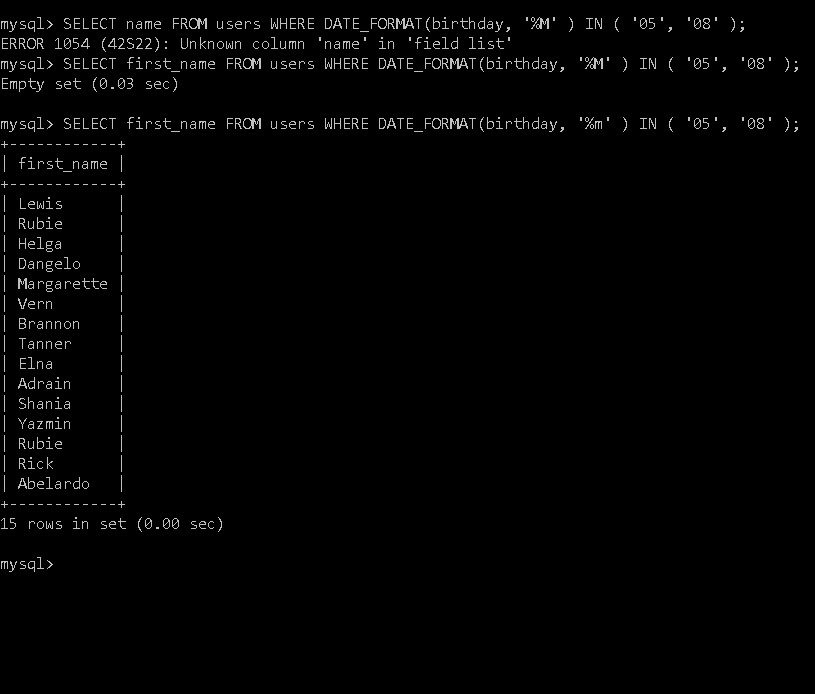 mysql> SELECT name FROM users WHERE DATE_FORMAT(birthday, '%M' ) IN ( '05', '08' );
ERROR 1054 (42S22): Unknown column 'name' in 'field list'
mysql> SELECT first_name FROM users WHERE DATE_FORMAT(birthday, '%M' ) IN ( '05', '08' );
Empty set (0.03 sec)
mysql> SELECT first_name FROM users WHERE DATE_FORMAT(birthday, '%m' ) IN ( '05', '08' );
+------------+
| first_name |
+------------+
| Lewis      |
| Rubie      |
| Helga      |
| Dangelo    |
| Margarette |
| Vern       |
| Brannon    |
| Tanner     |
| Elna       |
| Adrain     |
| Shania     |
| Yazmin     |
| Rubie      |
| Rick       |
| Abelardo   |
+------------+
15 rows in set (0.00 sec)
mysql>